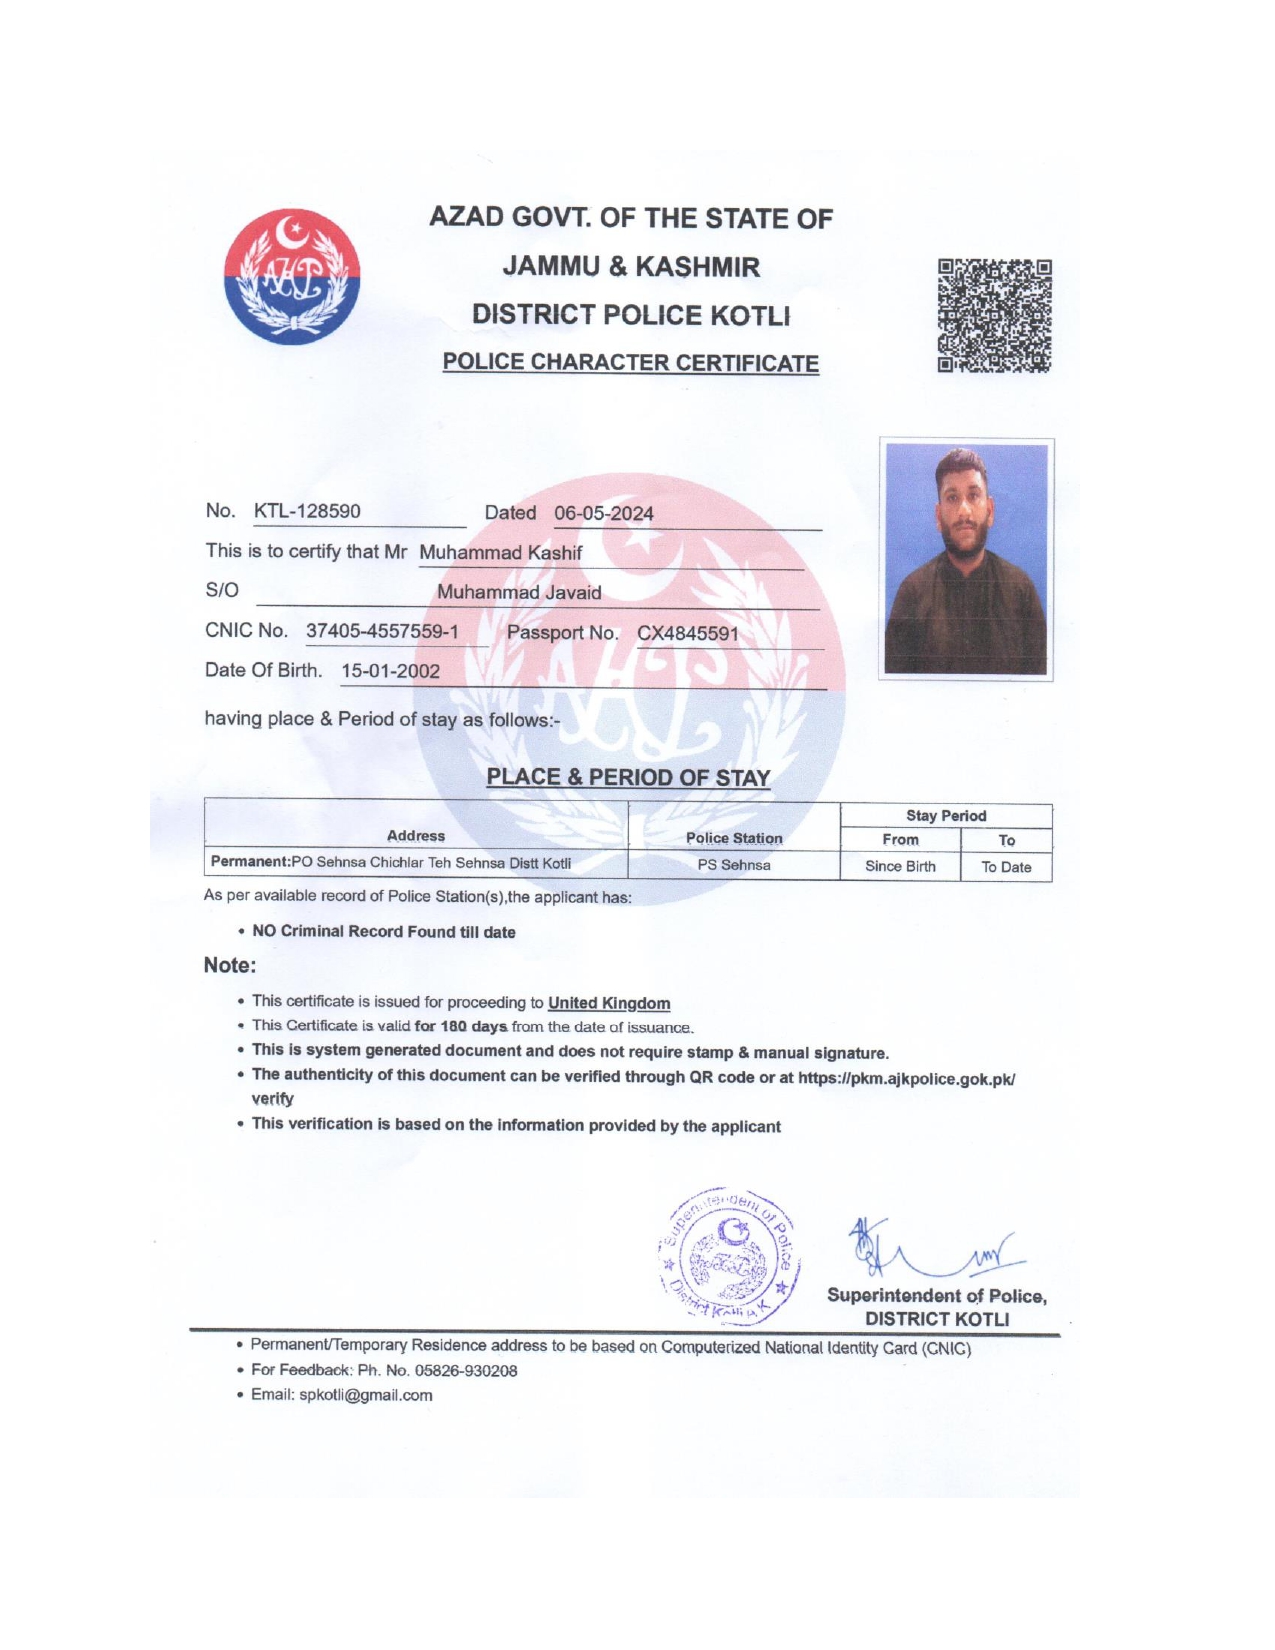 AZAD GOVT. OF THE STATE OF
JAMMU & KASHMIR
DISTRICT POLICE KOTLI
POLICE CHARACTER CERTIFICATE
AJKP
No. KTL-128590 Dated 06-05-2024
This is to certify that Mr Muhammad Kashif
S/O Muhammad Javaid
CNIC No. 37405-4557559-1 Passport No. CX4845591
Date Of Birth. 15-01-2002
having place & Period of stay as follows:-
PLACE & PERIOD OF STAY
Address Police Station Stay Period
From To
Permanent:PO Sehnsa Chichlar Teh Sehnsa Distt Kotli PS Sehnsa Since Birth To Date
As per available record of Police Station(s),the applicant has:
• NO Criminal Record Found till date
Note:
• This certificate is issued for proceeding to United Kingdom
• This Certificate is valid for 180 days from the date of issuance.
• This is system generated document and does not require stamp & manual signature.
• The authenticity of this document can be verified through QR code or at https://pkm.ajkpolice.gok.pk/
verify
• This verification is based on the information provided by the applicant
Superintendent of Police
District Kotli A K
Superintendent of Police,
DISTRICT KOTLI
• Permanent/Temporary Residence address to be based on Computerized National Identity Card (CNIC)
• For Feedback: Ph. No. 05826-930208
• Email: spkotli@gmail.com